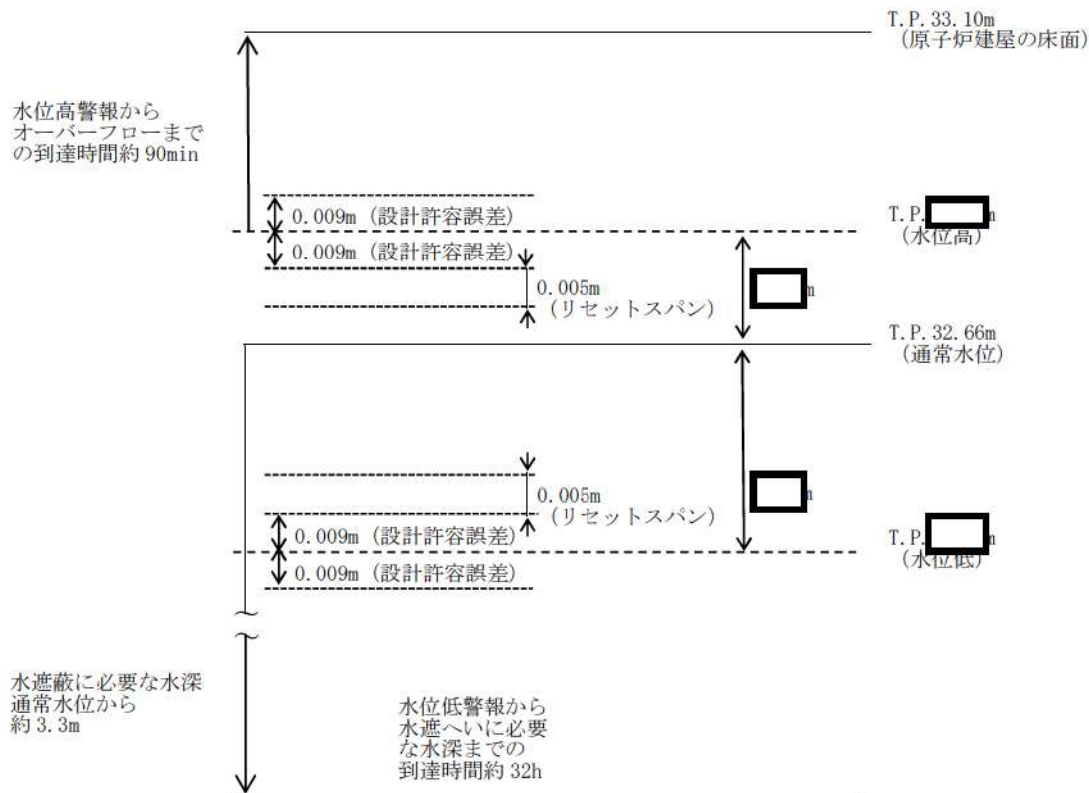 T.P. 33.10m
(原子炉建屋の床面)
水位高警報から
オーバーフローまで
の到達時間約 90min
0.009m (設計許容誤差)
T.P.
(水位高)
0.009m (設計許容誤差)
0.005m
(リセットスパン)
m
T.P. 32.66m
(通常水位)
0.005m
(リセットスパン)
m
0.009m (設計許容誤差)
T.P.
(水位低)
0.009m (設計許容誤差)
水遮蔽に必要な水深
通常水位から
約 3.3m
水位低警報から
水遮へいに必要
な水深までの
到達時間約 32h